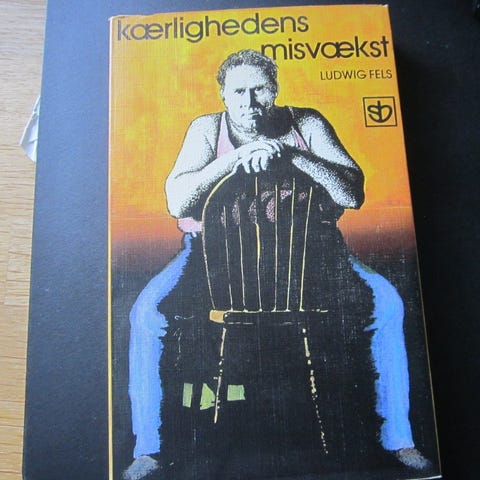 kærlighedens
misvækst
LUDWIG FELS
sb